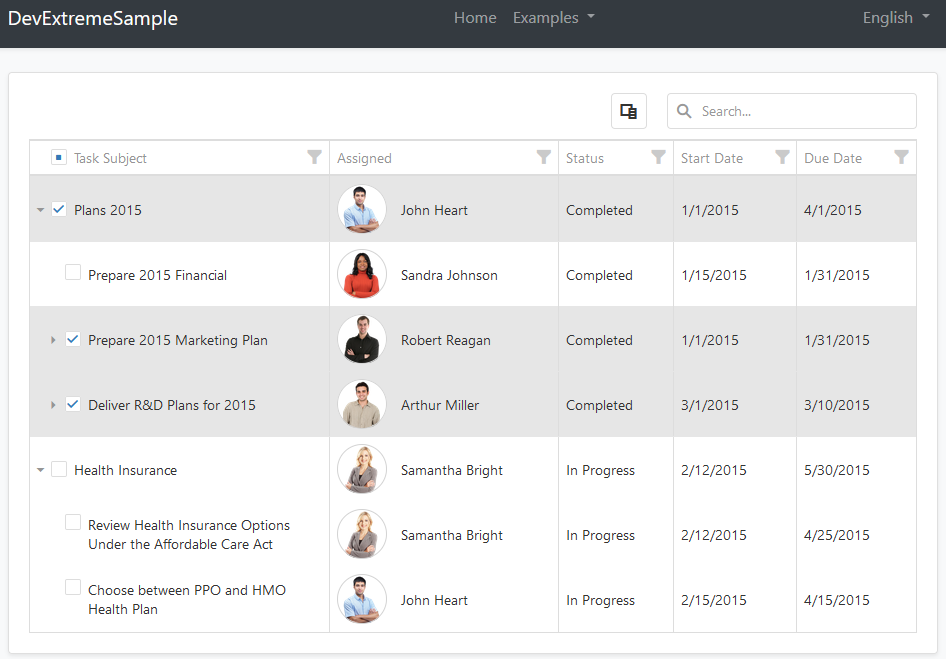 DevExtremeSample Home Examples English
Search...
Task Subject Assigned Status Start Date Due Date
Plans 2015 John Heart Completed 1/1/2015 4/1/2015
Prepare 2015 Financial Sandra Johnson Completed 1/15/2015 1/31/2015
Prepare 2015 Marketing Plan Robert Reagan Completed 1/1/2015 1/31/2015
Deliver R&D Plans for 2015 Arthur Miller Completed 3/1/2015 3/10/2015
Health Insurance Samantha Bright In Progress 2/12/2015 5/30/2015
Review Health Insurance Options
Under the Affordable Care Act Samantha Bright In Progress 2/12/2015 4/25/2015
Choose between PPO and HMO
Health Plan John Heart In Progress 2/15/2015 4/15/2015